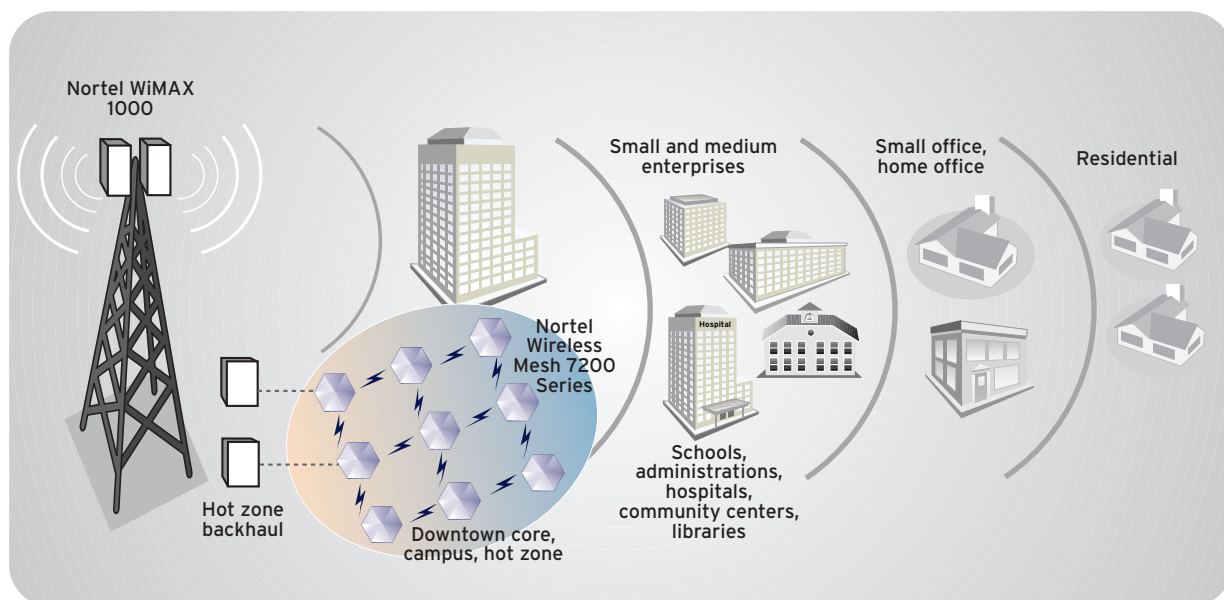 Nortel WiMAX
1000
Small and medium
enterprises
Small office,
home office
Residential
Nortel
Wireless
Mesh 7200
Series
Hospital
Hot zone
backhaul
Downtown core,
campus, hot zone
Schools,
administrations,
hospitals,
community centers,
libraries